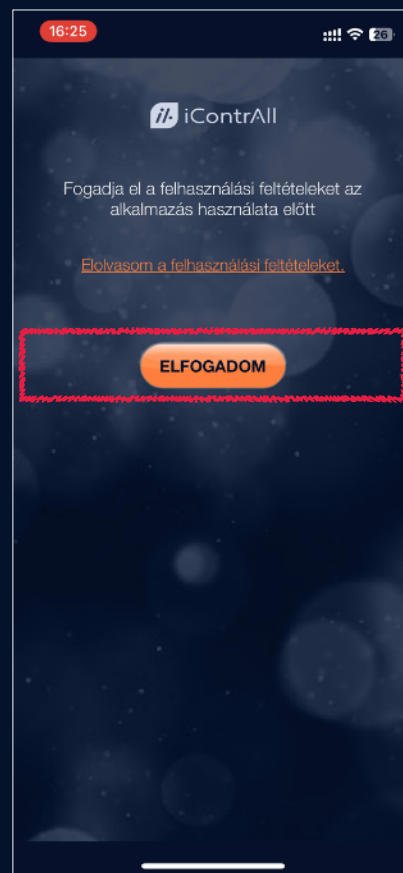 16:25
26
iContrAll
Fogadja el a felhasználási feltételeket az
alkalmazás használata előtt
Elolvasom a felhasználási feltételeket.
ELFOGADOM